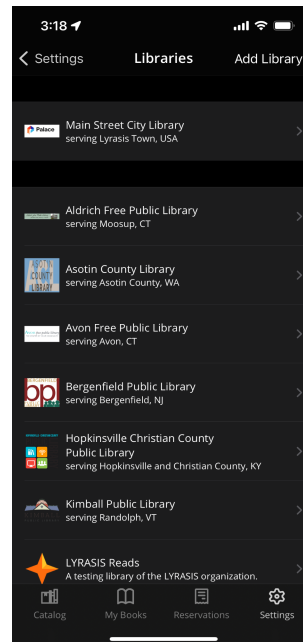 3:18
Settings
Libraries
Add Library
Palace
Main Street City Library
serving Lyrasis Town, USA
Aldrich Free Public Library
serving Moosup, CT
ASOTIN
COUNTY
LIBRARY
Asotin County Library
serving Asotin County, WA
Avon Free Public Library
serving Avon, CT
BERGENFIELD
Bergenfield Public Library
serving Bergenfield, NJ
Hopkinsville Christian County
Public Library
serving Hopkinsville and Christian County, KY
Kimball Public Library
serving Randolph, VT
LYRASIS Reads
A testing library of the LYRASIS organization.
Catalog
My Books
Reservations
Settings